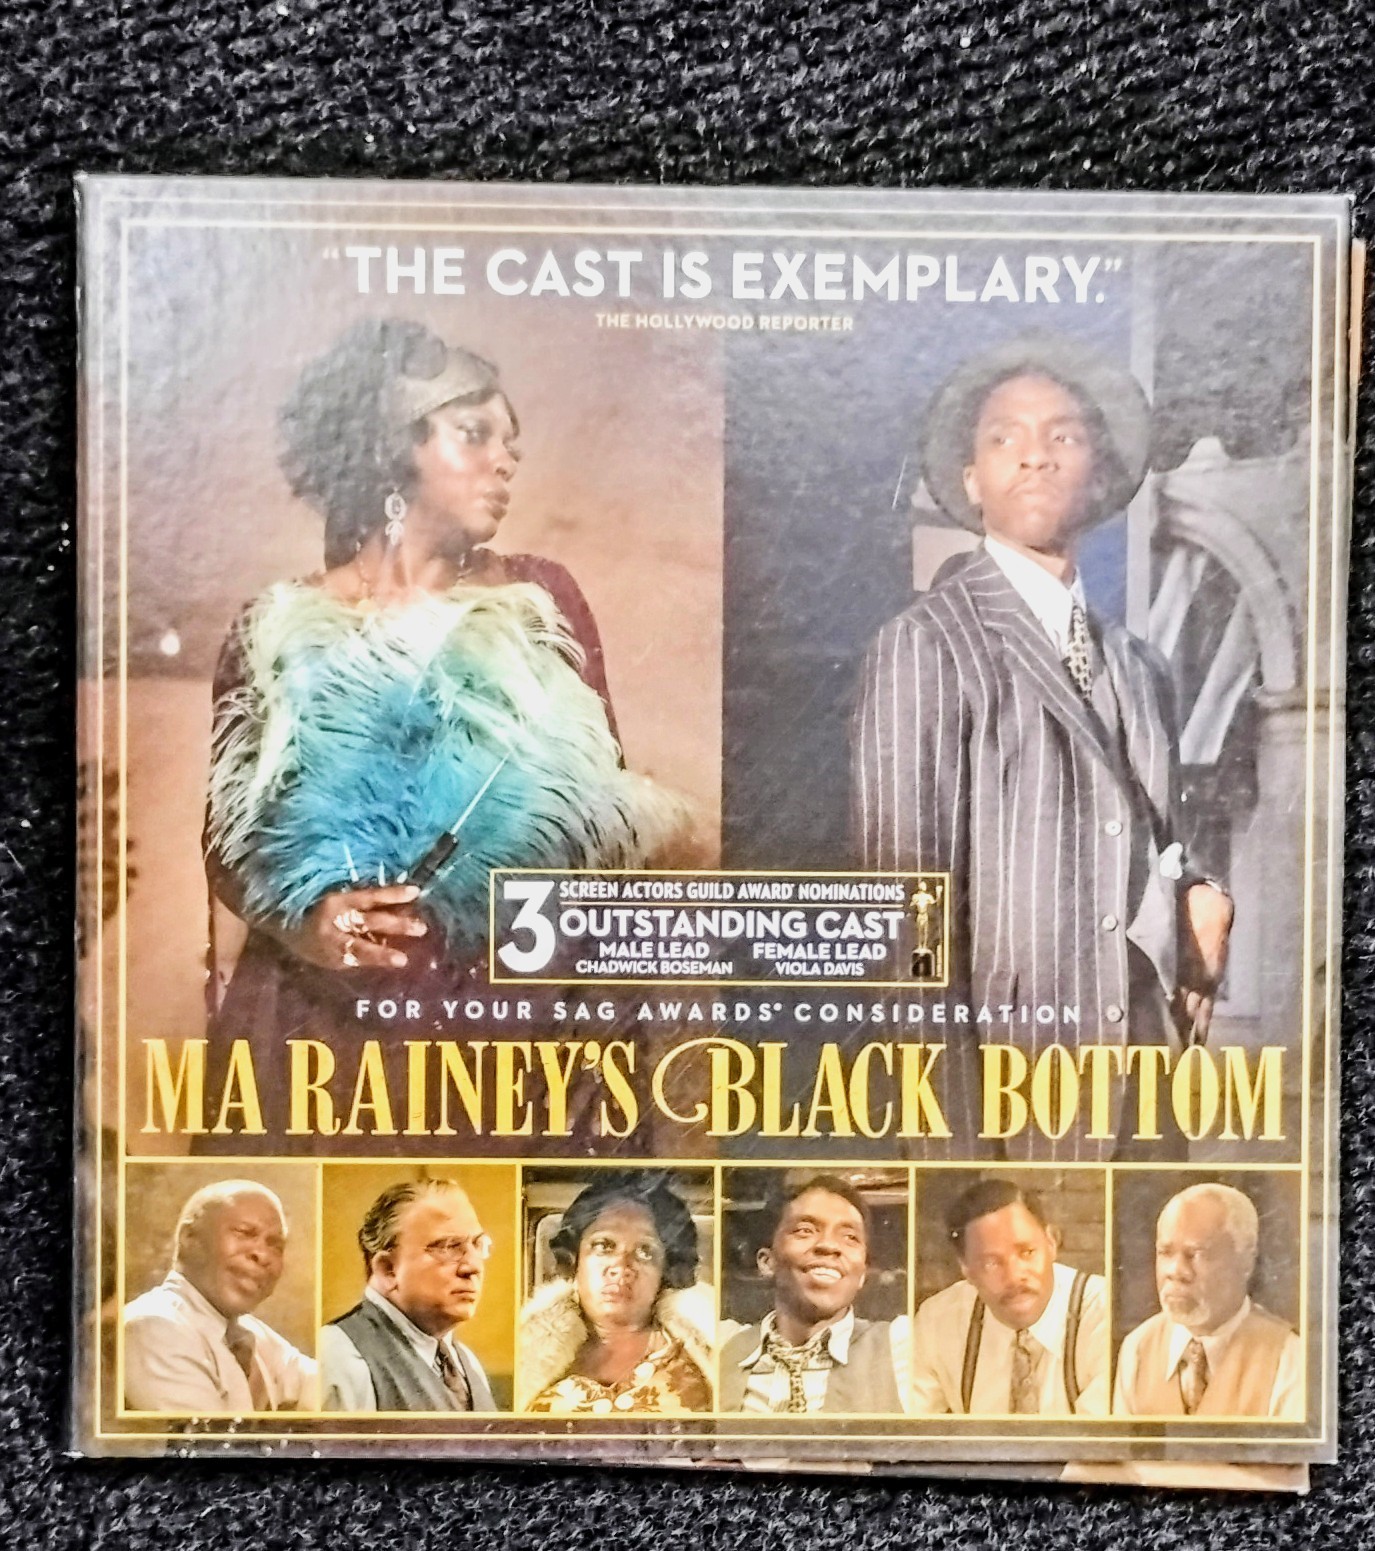 “THE CAST IS EXEMPLARY.”
THE HOLLYWOOD REPORTER
3
SCREEN ACTORS GUILD AWARD™ NOMINATIONS
OUTSTANDING CAST
MALE LEAD FEMALE LEAD
CHADWICK BOSEMAN VIOLA DAVIS
FOR YOUR SAG AWARDS® CONSIDERATION
MA RAINEY’S BLACK BOTTOM